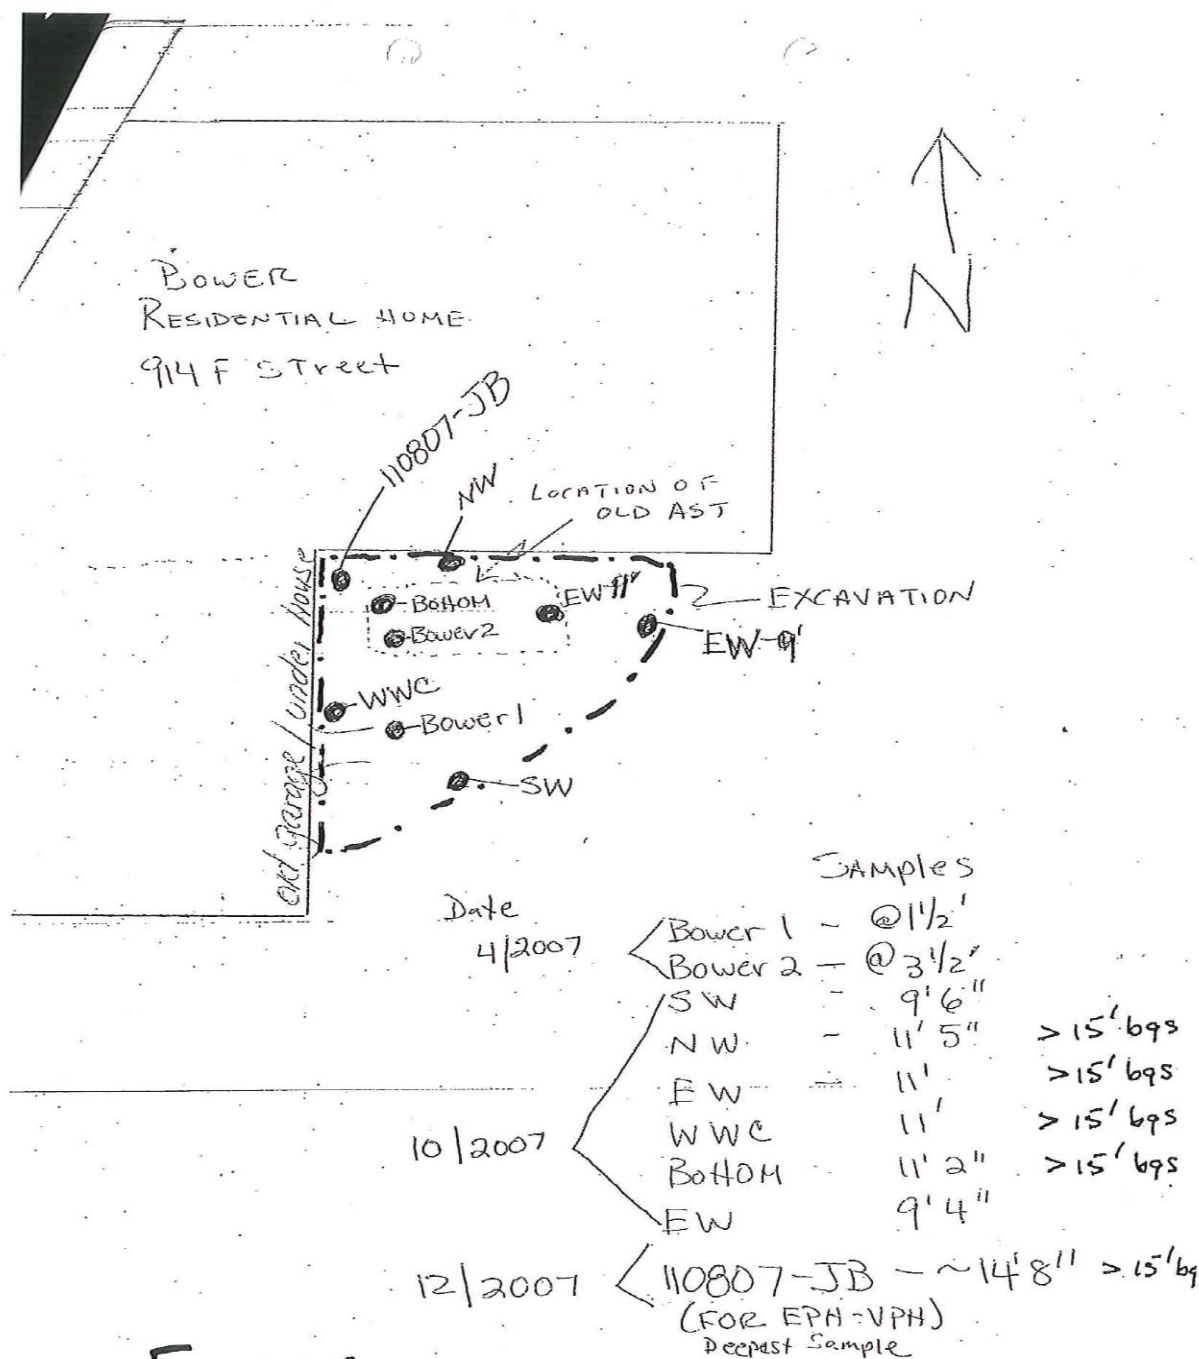 BOWER
RESIDENTIAL HOME
914 F Street
N
110807-JB
NW
LOCATION OF
OLD AST
Bottom
EW 11'
Bower 2
EXCAVATION
EW-9'
WWC
Bower 1
SW
old garage / under house
SAMPLES
Date
4/2007
Bower 1 - @ 1 1/2'
Bower 2 - @ 3 1/2'
SW - 9' 6"
NW - 11' 5" > 15' bgs
EW - 11' > 15' bgs
10/2007
WWC 11' > 15' bgs
Bottom 11' 2" > 15' bgs
EW 9' 4"
12/2007
110807-JB - ~14' 8" > 15' bg
(FOR EPH-VPH)
Deepest Sample